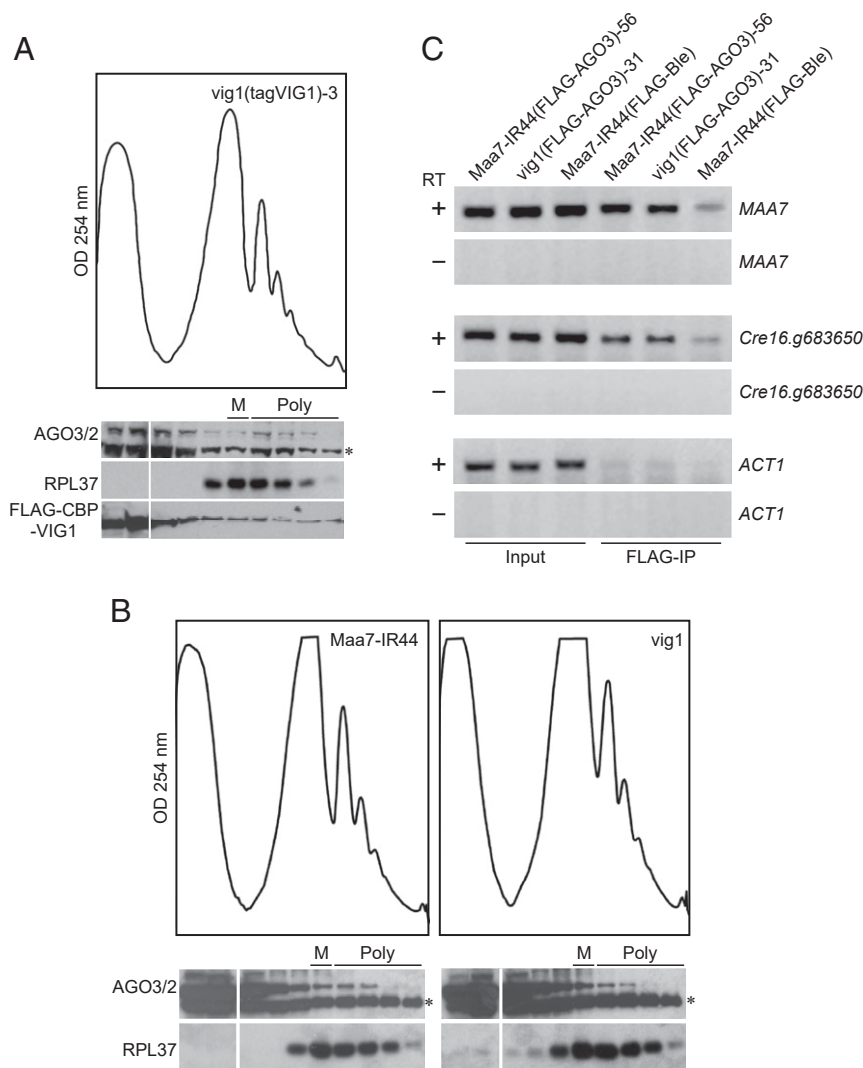 A
vig1(tagVIG1)-3
OD 254 nm
M Poly
AGO3/2
*
RPL37
FLAG-CBP
-VIG1
C
Maa7-IR44(FLAG-AGO3)-56
vig1(FLAG-AGO3)-31
Maa7-IR44(FLAG-Ble)
Maa7-IR44(FLAG-AGO3)-56
vig1(FLAG-AGO3)-31
Maa7-IR44(FLAG-Ble)
RT
+ MAA7
− MAA7
+ Cre16.g683650
− Cre16.g683650
+ ACT1
− ACT1
Input FLAG-IP
B
Maa7-IR44
vig1
OD 254 nm
M Poly M Poly
AGO3/2
* *
RPL37